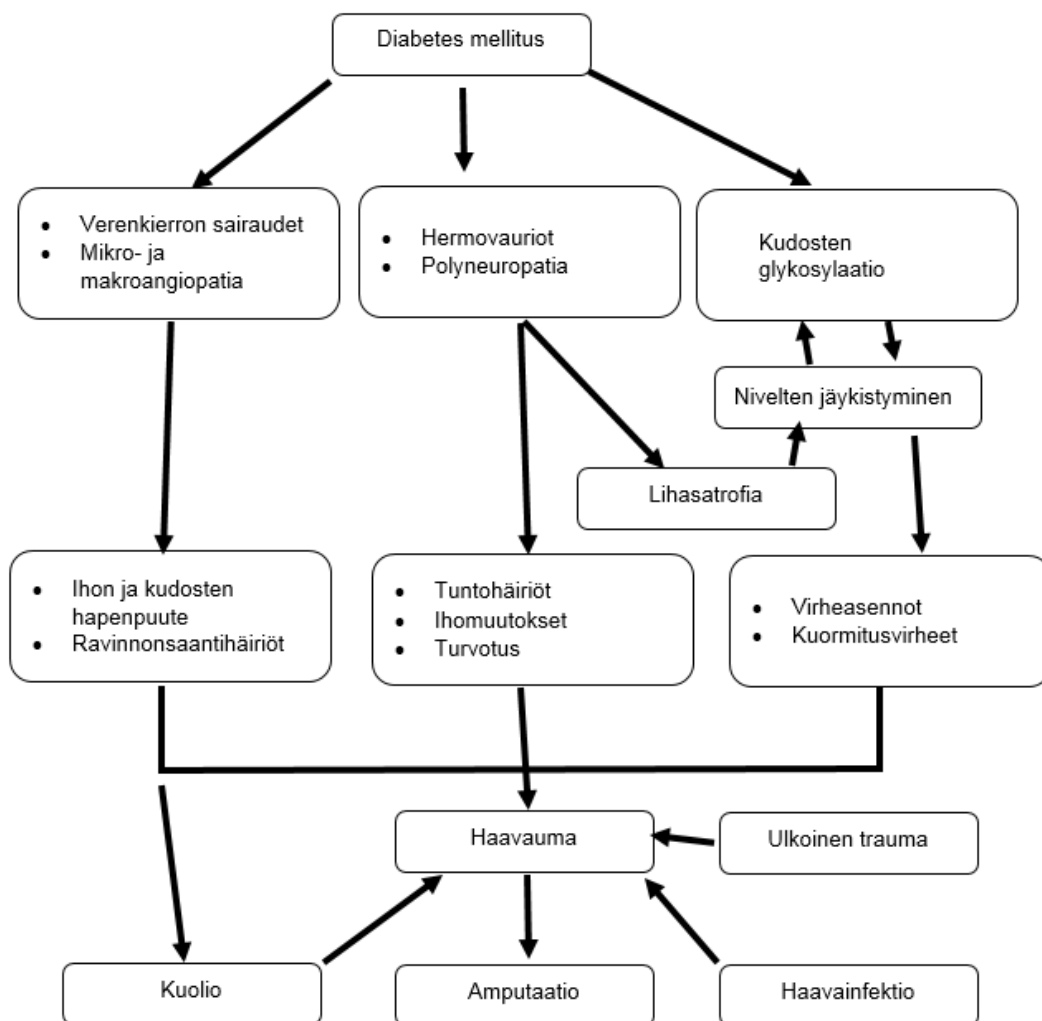 Diabetes mellitus
• Verenkierron sairaudet
• Mikro- ja
makroangiopatia
• Hermovauriot
• Polyneuropatia
Kudosten
glykosylaatio
Nivelten jäykistyminen
Lihasatrofia
• Ihon ja kudosten
hapenpuute
• Ravinnonsaantihäiriöt
• Tuntohäiriöt
• Ihomuutokset
• Turvotus
• Virheasennot
• Kuormitusvirheet
Haavauma
Ulkoinen trauma
Kuolio
Amputaatio
Haavainfektio